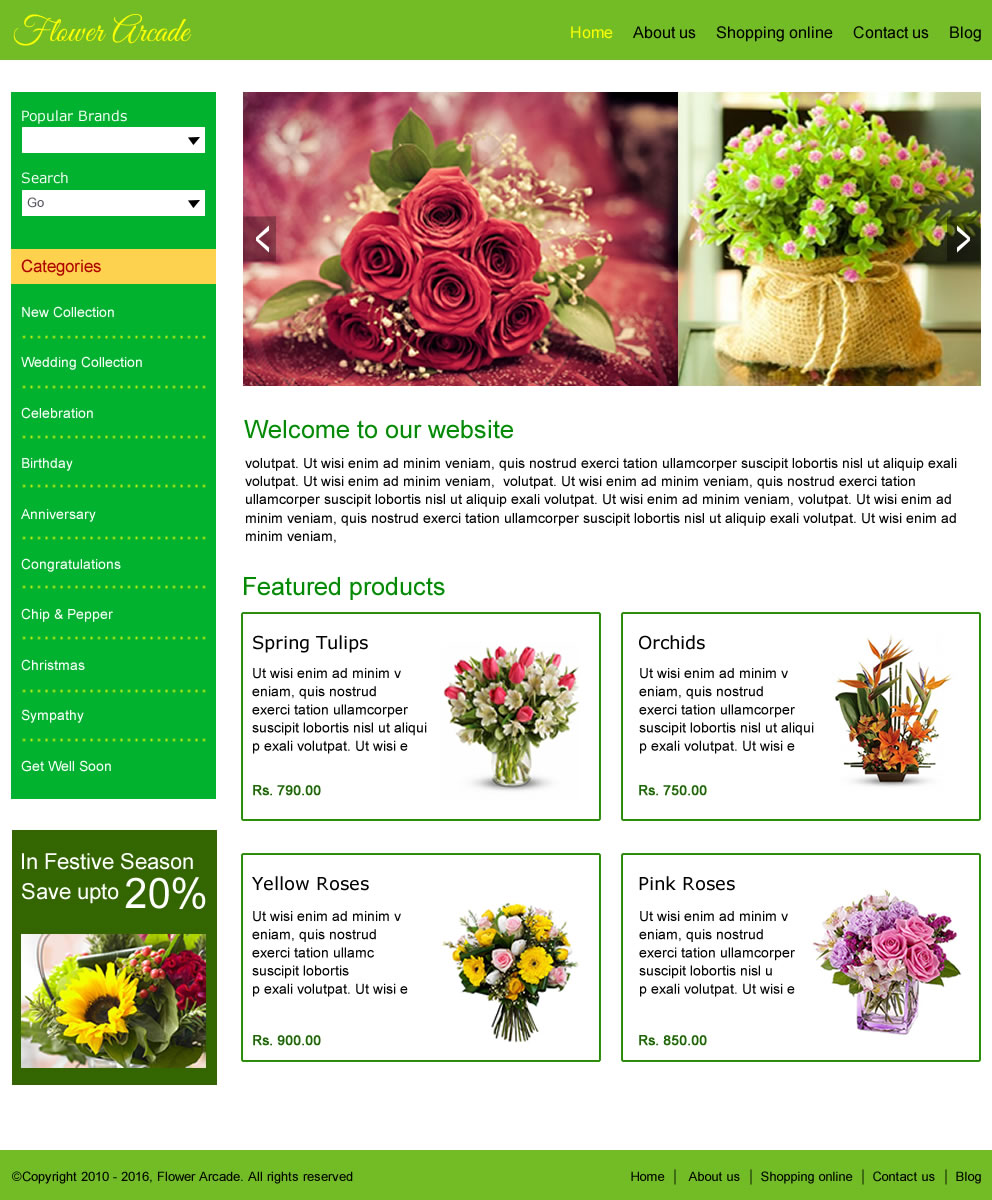 Flower Arcade
Home About us Shopping online Contact us Blog
Popular Brands
Search
Go
Categories
New Collection
Wedding Collection
Celebration
Birthday
Anniversary
Congratulations
Chip & Pepper
Christmas
Sympathy
Get Well Soon
In Festive Season
Save upto 20%
Welcome to our website
volutpat. Ut wisi enim ad minim veniam, quis nostrud exerci tation ullamcorper suscipit lobortis nisl ut aliquip exali
volutpat. Ut wisi enim ad minim veniam,  volutpat. Ut wisi enim ad minim veniam, quis nostrud exerci tation
ullamcorper suscipit lobortis nisl ut aliquip exali volutpat. Ut wisi enim ad minim veniam, volutpat. Ut wisi enim ad
minim veniam, quis nostrud exerci tation ullamcorper suscipit lobortis nisl ut aliquip exali volutpat. Ut wisi enim ad
minim veniam,
Featured products
Spring Tulips
Ut wisi enim ad minim v
eniam, quis nostrud
exerci tation ullamcorper
suscipit lobortis nisl ut aliqui
p exali volutpat. Ut wisi e
Rs. 790.00
Orchids
Ut wisi enim ad minim v
eniam, quis nostrud
exerci tation ullamcorper
suscipit lobortis nisl ut aliqui
p exali volutpat. Ut wisi e
Rs. 750.00
Yellow Roses
Ut wisi enim ad minim v
eniam, quis nostrud
exerci tation ullamc
suscipit lobortis
p exali volutpat. Ut wisi e
Rs. 900.00
Pink Roses
Ut wisi enim ad minim v
eniam, quis nostrud
exerci tation ullamcorper
suscipit lobortis nisl u
p exali volutpat. Ut wisi e
Rs. 850.00
©Copyright 2010 - 2016, Flower Arcade. All rights reserved
Home | About us | Shopping online | Contact us | Blog